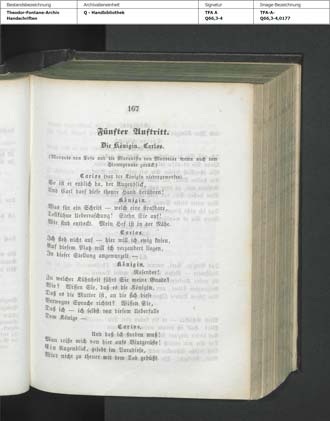 Bestandsbezeichnung Archivalieneinheit Signatur Image-Bezeichnung
Theodor-Fontane-Archiv Q - Handbibliothek TFA A TFA-A-
Handschriften Q66,3-4 Q66,3-4,0177
167
Fünfter Auftritt.
Die Königin. Carlos.
(Marquis von Posa und die Marquisin von Mondekar treten nach dem
Hintergrunde zurück.)
Carlos (vor der Königin niedergeworfen).
So ist er endlich da, der Augenblick,
Und Carl darf diese theure Hand berühren!
Königin.
Was für ein Schritt — welch eine strafbare,
Tollkühne Ueberraschung! Stehn Sie auf!
Wir sind entdeckt. Mein Hof ist in der Nähe.
Carlos.
Ich steh nicht auf — hier will ich ewig knien,
Auf diesem Platz will ich verzaubert liegen,
In dieser Stellung angewurzelt —
Königin.
Rasender!
Zu welcher Kühnheit führt Sie meine Gnade?
Wie? Wissen Sie, daß es die Königin,
Daß es die Mutter ist, an die sich diese
Verwegne Sprache richtet? Wissen Sie,
Daß ich — ich selbst von diesem Ueberfalle
Dem Könige —
Carlos.
Und daß ich sterben muß!
Man reiße mich von hier aufs Blutgerüste!
Ein Augenblick, gelebt im Paradiese,
Wird nicht zu theuer mit dem Tod gebüßt.